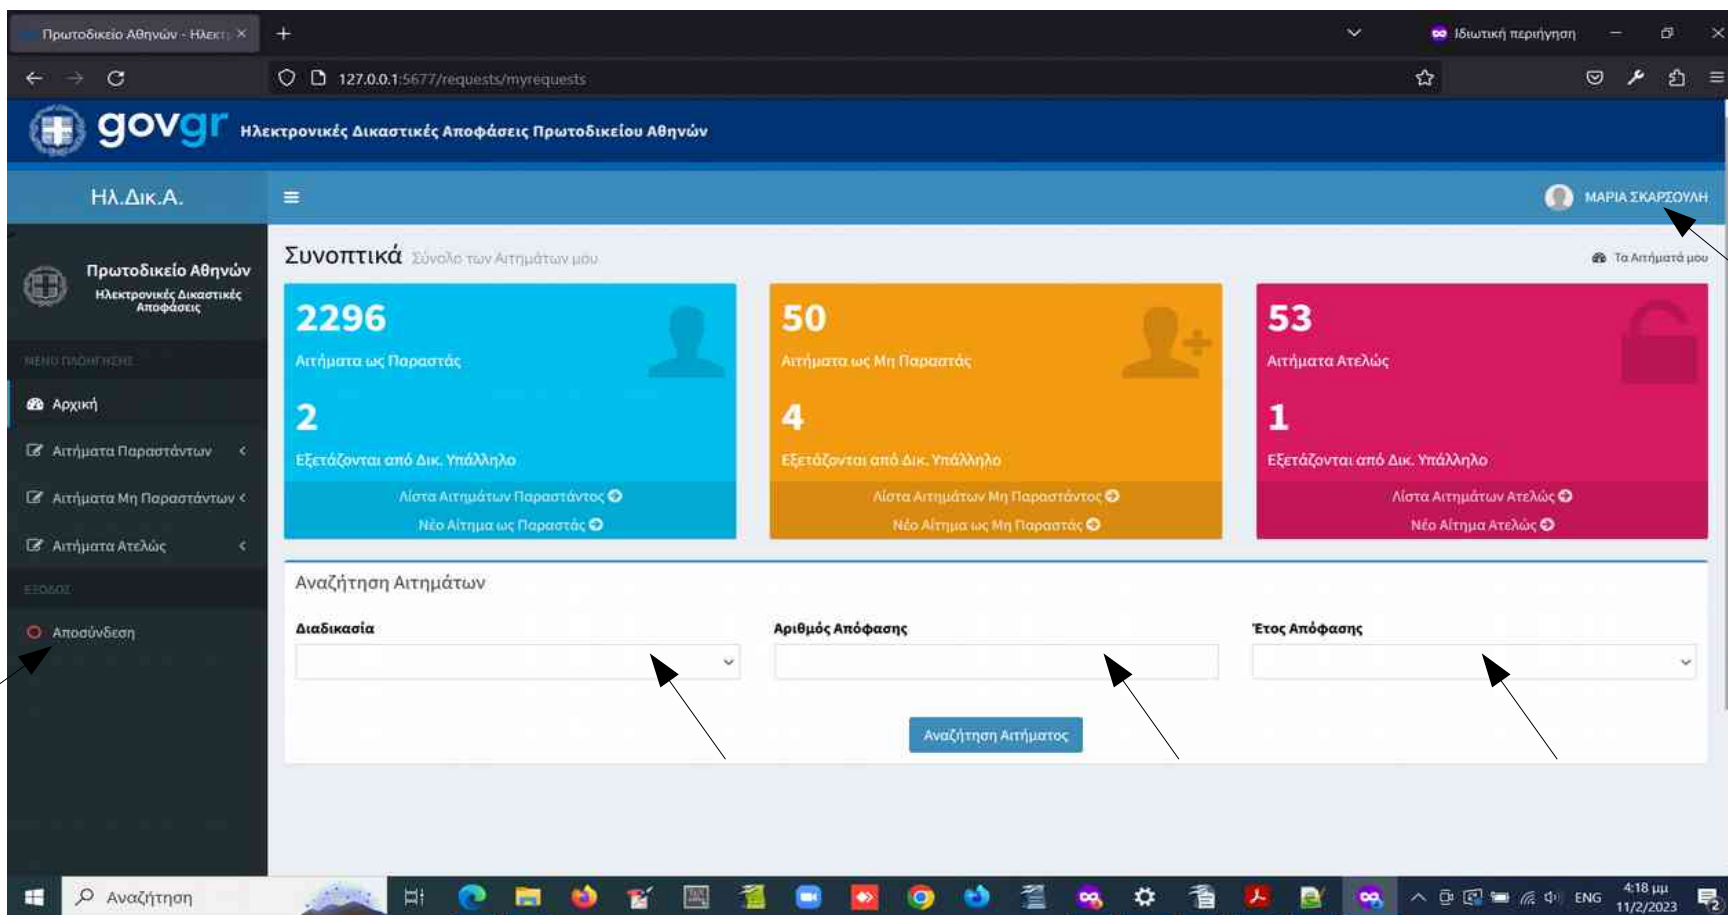 Πρωτοδικείο Αθηνών - Ηλεκτρ
Ιδιωτική περιήγηση
127.0.0.1:5677/requests/myrequests
govgr Ηλεκτρονικές Δικαστικές Αποφάσεις Πρωτοδικείου Αθηνών
Ηλ.Δικ.Α.
ΜΑΡΙΑ ΣΚΑΡΣΟΥΛΗ
Πρωτοδικείο Αθηνών
Ηλεκτρονικές Δικαστικές
Αποφάσεις
ΜΕΝΟ ΠΛΟΗΓΗΣΗΣ
Αρχική
Αιτήματα Παραστάντων
Αιτήματα Μη Παραστάντων
Αιτήματα Ατελώς
ΕΞΟΔΟΣ
Αποσύνδεση
Συνοπτικά Σύνολο των Αιτημάτων μου
Τα Αιτήματά μου
2296
Αιτήματα ως Παραστάς
2
Εξετάζονται από Δικ. Υπάλληλο
Λίστα Αιτημάτων Παραστάντος
Νέο Αίτημα ως Παραστάς
50
Αιτήματα ως Μη Παραστάς
4
Εξετάζονται από Δικ. Υπάλληλο
Λίστα Αιτημάτων Μη Παραστάντος
Νέο Αίτημα ως Μη Παραστάς
53
Αιτήματα Ατελώς
1
Εξετάζονται από Δικ. Υπάλληλο
Λίστα Αιτημάτων Ατελώς
Νέο Αίτημα Ατελώς
Αναζήτηση Αιτημάτων
Διαδικασία
Αριθμός Απόφασης
Έτος Απόφασης
Αναζήτηση Αιτήματος
Αναζήτηση
ENG
4:18 μμ
11/2/2023
2